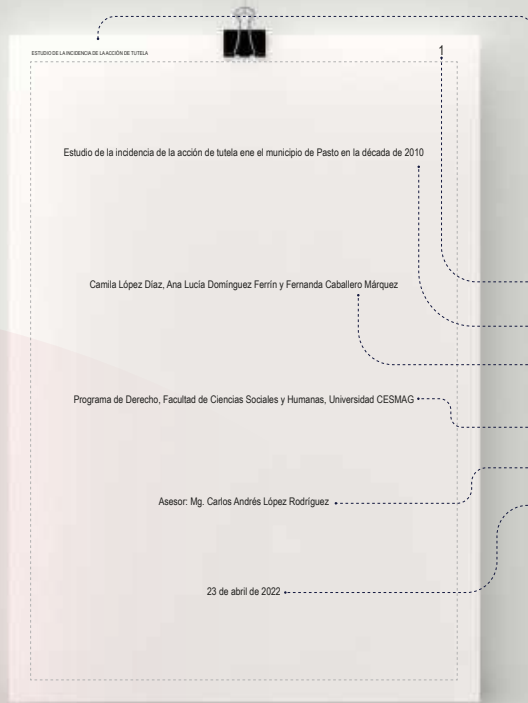 ESTUDIO DE LA INCIDENCIA DE LA ACCIÓN DE TUTELA
1
Estudio de la incidencia de la acción de tutela ene el municipio de Pasto en la década de 2010
Camila López Díaz, Ana Lucía Domínguez Ferrín y Fernanda Caballero Márquez
Programa de Derecho, Facultad de Ciencias Sociales y Humanas, Universidad CESMAG
Asesor: Mg. Carlos Andrés López Rodríguez
23 de abril de 2022